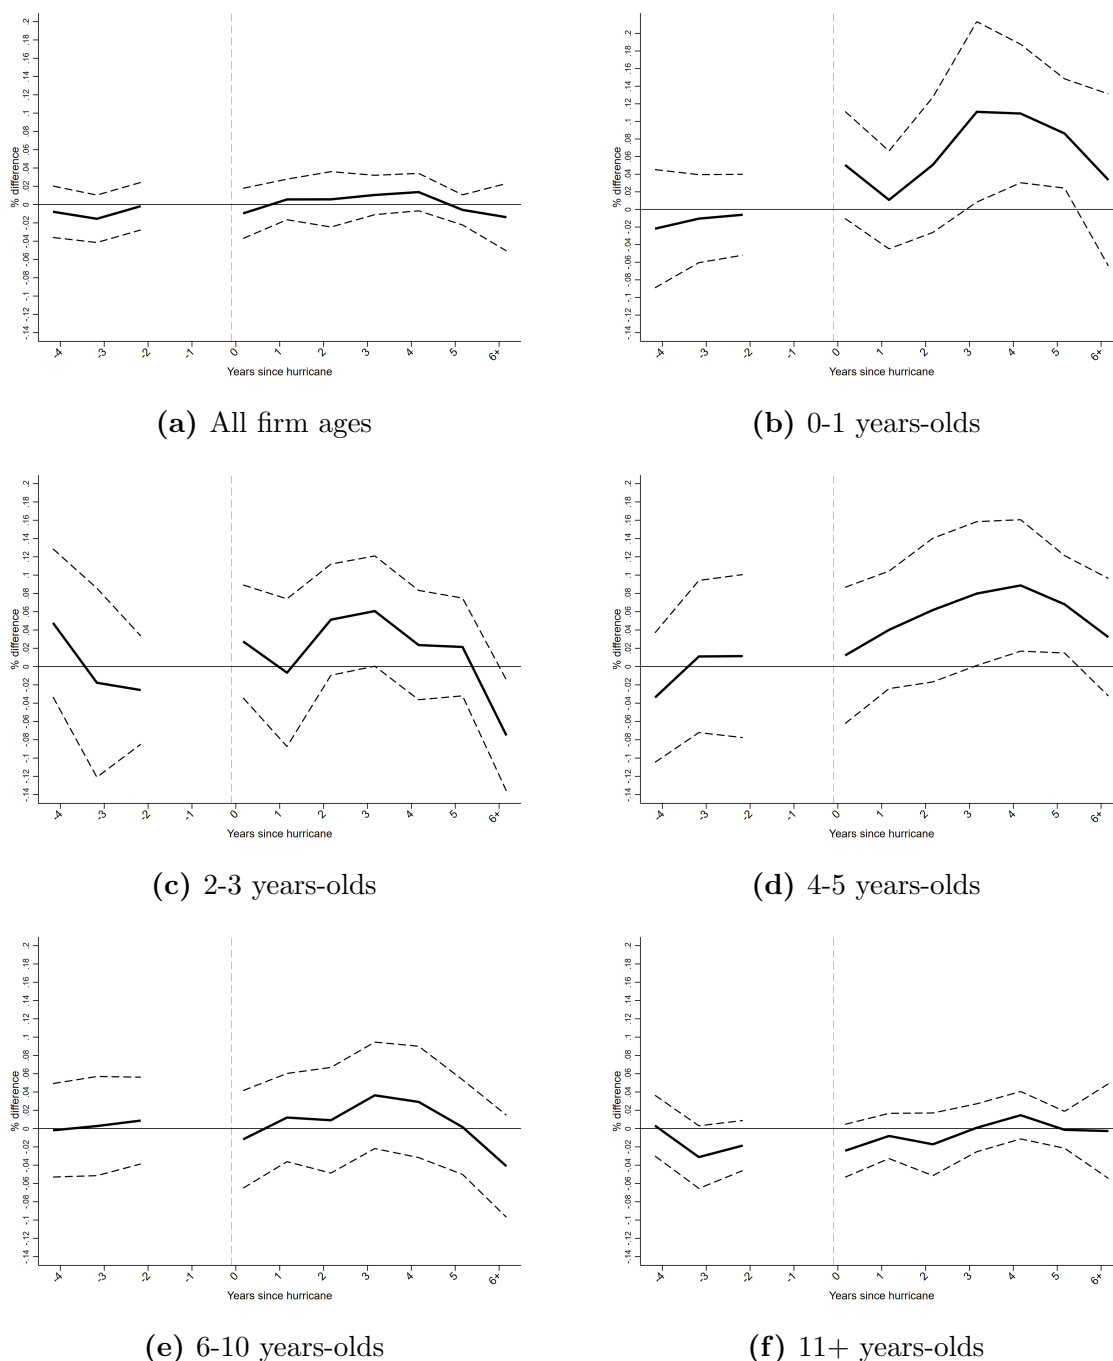 % difference
-.14 -.12 -.1 -.08 -.06 -.04 -.02 0 .02 .04 .06 .08 .1 .12 .14 .16 .18 .2
-4 -3 -2 -1 0 1 2 3 4 5 6+
Years since hurricane
(a) All firm ages
% difference
-.14 -.12 -.1 -.08 -.06 -.04 -.02 0 .02 .04 .06 .08 .1 .12 .14 .16 .18 .2
-4 -3 -2 -1 0 1 2 3 4 5 6+
Years since hurricane
(b) 0-1 years-olds
% difference
-.14 -.12 -.1 -.08 -.06 -.04 -.02 0 .02 .04 .06 .08 .1 .12 .14 .16 .18 .2
-4 -3 -2 -1 0 1 2 3 4 5 6+
Years since hurricane
(c) 2-3 years-olds
% difference
-.14 -.12 -.1 -.08 -.06 -.04 -.02 0 .02 .04 .06 .08 .1 .12 .14 .16 .18 .2
-4 -3 -2 -1 0 1 2 3 4 5 6+
Years since hurricane
(d) 4-5 years-olds
% difference
-.14 -.12 -.1 -.08 -.06 -.04 -.02 0 .02 .04 .06 .08 .1 .12 .14 .16 .18 .2
-4 -3 -2 -1 0 1 2 3 4 5 6+
Years since hurricane
(e) 6-10 years-olds
% difference
-.14 -.12 -.1 -.08 -.06 -.04 -.02 0 .02 .04 .06 .08 .1 .12 .14 .16 .18 .2
-4 -3 -2 -1 0 1 2 3 4 5 6+
Years since hurricane
(f) 11+ years-olds